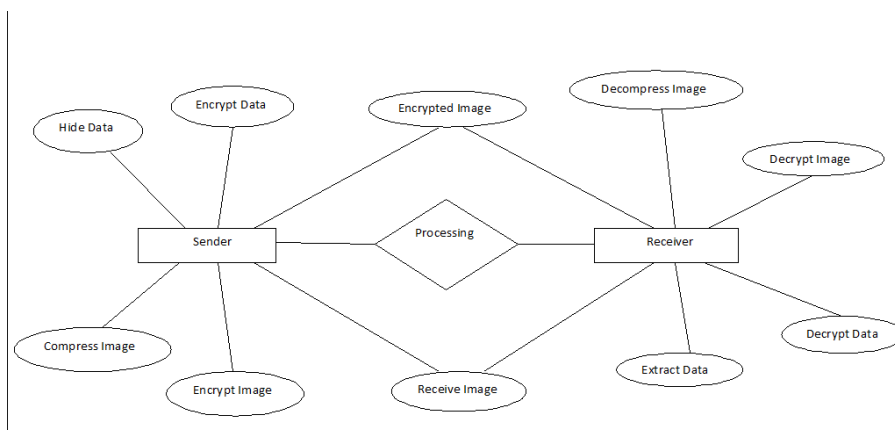 Decompress Image
Encrypt Data
Encrypted Image
Hide Data
Decrypt Image
Processing
Sender
Receiver
Decrypt Data
Compress Image
Extract Data
Encrypt Image
Receive Image